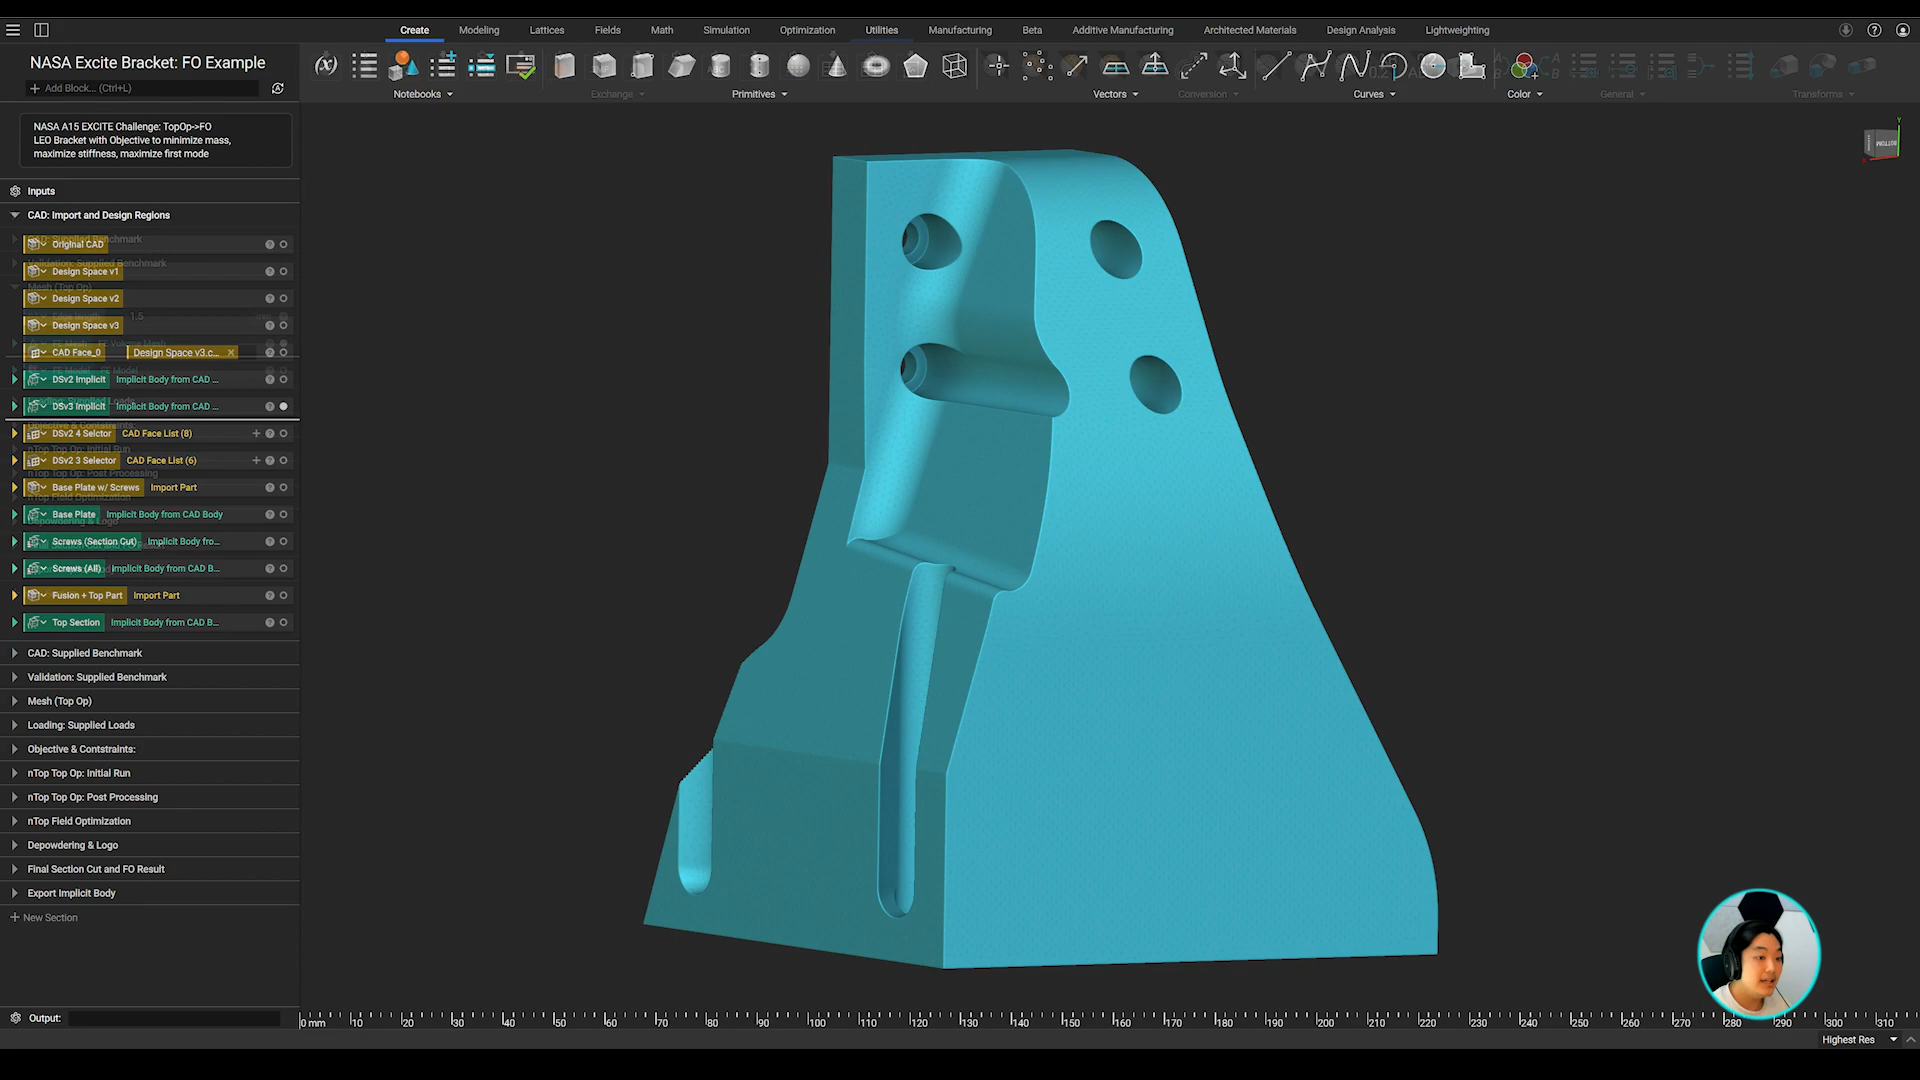 Create
Modeling
Lattices
Fields
Math
Simulation
Optimization
Utilities
Manufacturing
Beta
Additive Manufacturing
Architected Materials
Design Analysis
Lightweighting
NASA Excite Bracket: FO Example
Add Block... (Ctrl+L)
Notebooks
Exchange
Primitives
Vectors
Conversion
Curves
Color
General
Transforms
NASA A15 EXCITE Challenge: TopOp->FO
LEO Bracket with Objective to minimize mass,
maximize stiffness, maximize first mode
Inputs
CAD: Import and Design Regions
Original CAD
Design Space v1
Design Space v2
Design Space v3
CAD Face_0 Design Space v3.c...
DSv2 Implicit Implicit Body from CAD ...
DSv3 Implicit Implicit Body from CAD ...
DSv2 4 Selctor CAD Face List (8)
DSv2 3 Selector CAD Face List (6)
Base Plate w/ Screws Import Part
Base Plate Implicit Body from CAD Body
Screws (Section Cut) Implicit Body fro...
Screws (All) Implicit Body from CAD B...
Fusion + Top Part Import Part
Top Section Implicit Body from CAD B...
CAD: Supplied Benchmark
Validation: Supplied Benchmark
Mesh (Top Op)
Loading: Supplied Loads
Objective & Contstraints:
nTop Top Op: Initial Run
nTop Top Op: Post Processing
nTop Field Optimization
Depowdering & Logo
Final Section Cut and FO Result
Export Implicit Body
New Section
Output:
0 mm 10 20 30 40 50 60 70 80 90 100 110 120 130 140 150 160 170 180 190 200 210 220 230 240 250 260 270 280 290 300 310
Highest Res
BOTTOM
Y